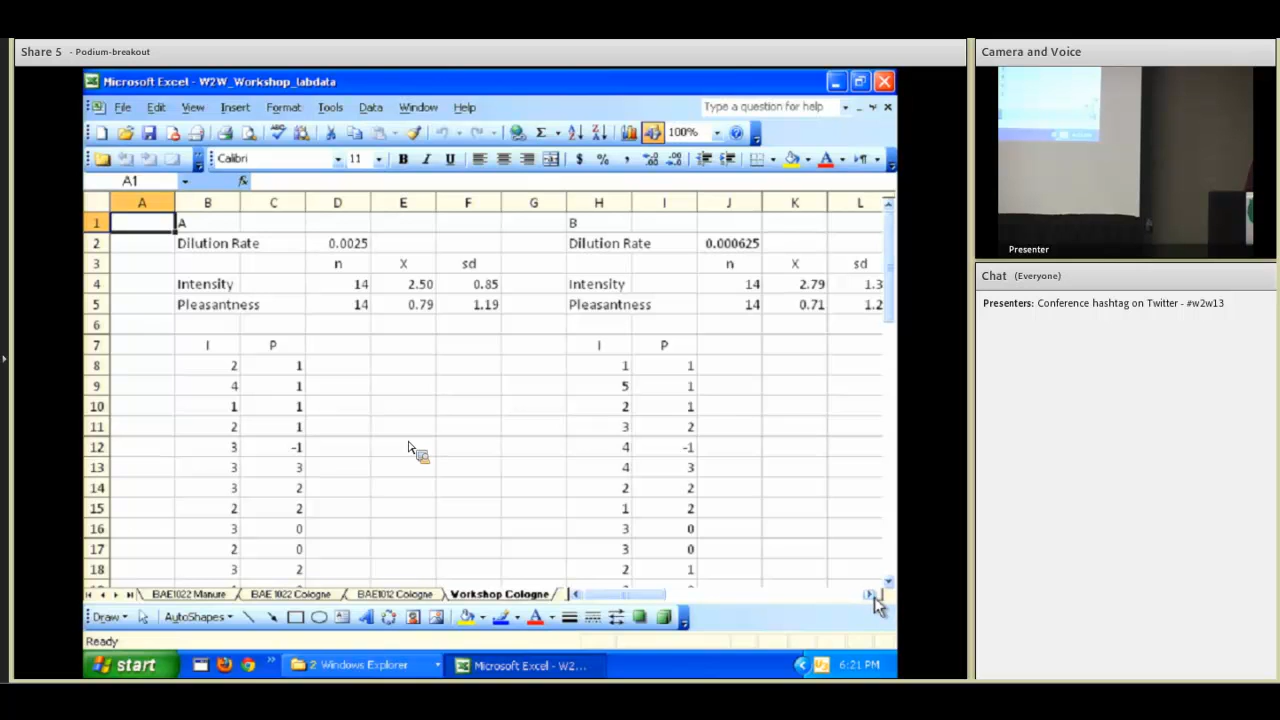 Share 5 - Podium-breakout
Camera and Voice
Microsoft Excel - W2W_Workshop_labdata
File Edit View Insert Format Tools Data Window Help Type a question for help
100%
Calibri 11 B I U $ % ,
A1 fx
A B C D E F G H I J K L
1 A B
2 Dilution Rate 0.0025 Dilution Rate 0.000625
3 n X sd n X sd
4 Intensity 14 2.50 0.85 Intensity 14 2.79 1.3
5 Pleasantness 14 0.79 1.19 Pleasantness 14 0.71 1.2
6
7 I P I P
8 2 1 1 1
9 4 1 5 1
10 1 1 2 1
11 2 1 3 2
12 3 -1 4 -1
13 3 3 4 3
14 3 2 2 2
15 2 2 1 2
16 3 0 3 0
17 2 0 3 0
18 3 2 2 1
BAE1022 Manure BAE 1022 Cologne BAE1012 Cologne Workshop Cologne
Draw AutoShapes
Ready
start 2 Windows Explorer Microsoft Excel - W2... 6:21 PM
Presenter
Chat (Everyone)
Presenters: Conference hashtag on Twitter - #w2w13